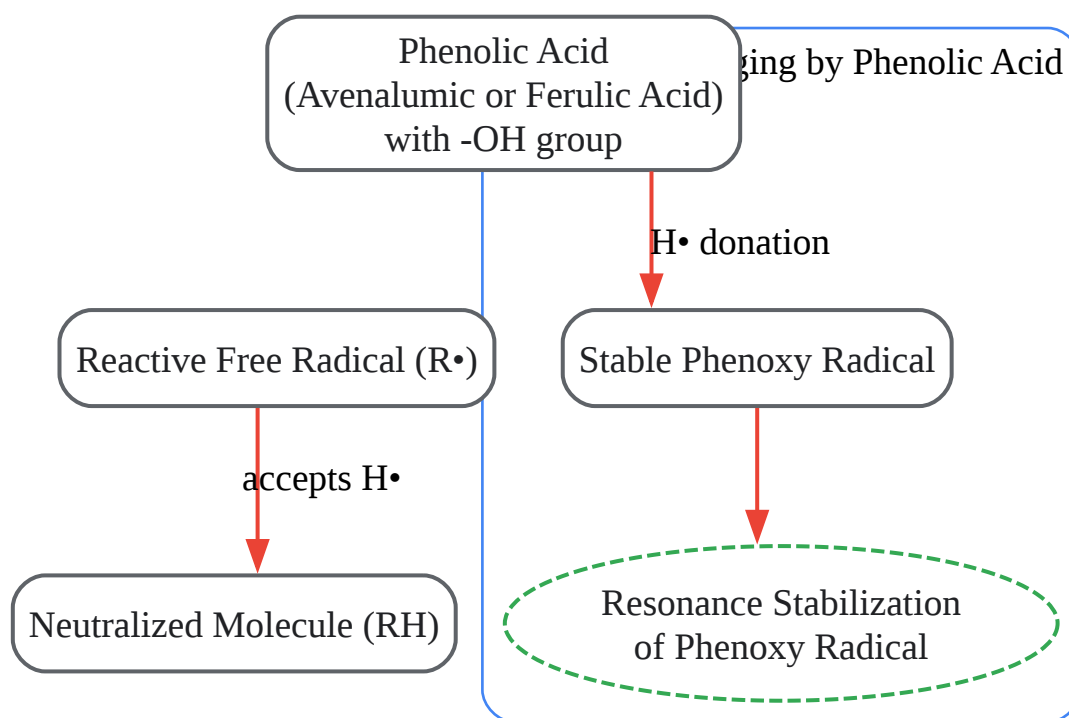 Phenolic Acid
(Avenalumic or Ferulic Acid)
with -OH group
by Phenolic Acid
H• donation
Reactive Free Radical (R•)
Stable Phenoxy Radical
accepts H•
Neutralized Molecule (RH)
Resonance Stabilization
of Phenoxy Radical